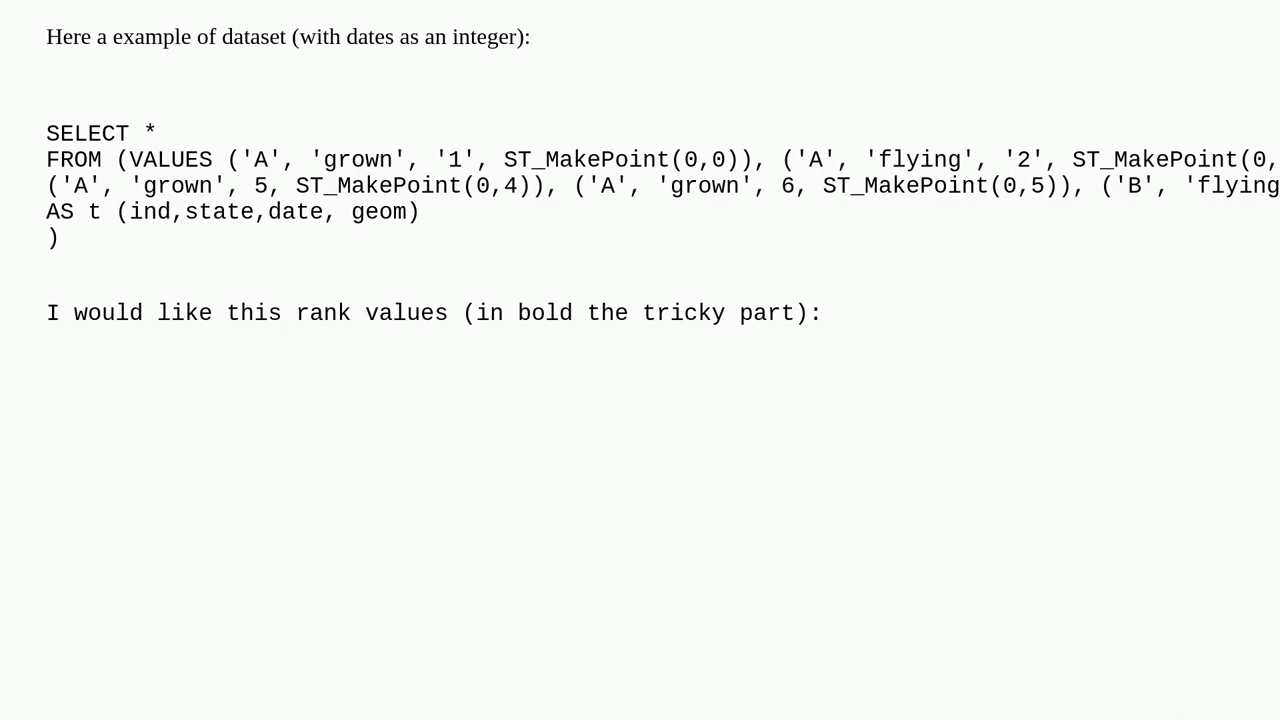 Here a example of dataset (with dates as an integer):
SELECT *
FROM (VALUES ('A', 'grown', '1', ST_MakePoint(0,0)), ('A', 'flying', '2', ST_MakePoint(0,
('A', 'grown', 5, ST_MakePoint(0,4)), ('A', 'grown', 6, ST_MakePoint(0,5)), ('B', 'flying
AS t (ind,state,date, geom)
)
I would like this rank values (in bold the tricky part):